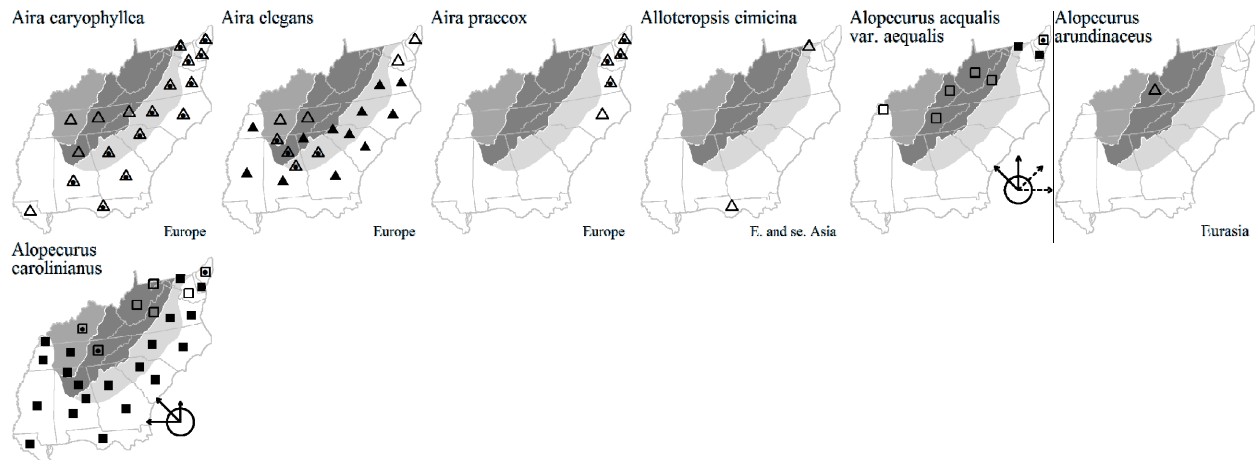 Aira caryophyllea
Aira elegans
Aira praecox
Alloteropsis cimicina
Alopecurus aequalis
var. aequalis
Alopecurus
arundinaceus
Europe
Europe
Europe
E. and se. Asia
Eurasia
Alopecurus
carolinianus